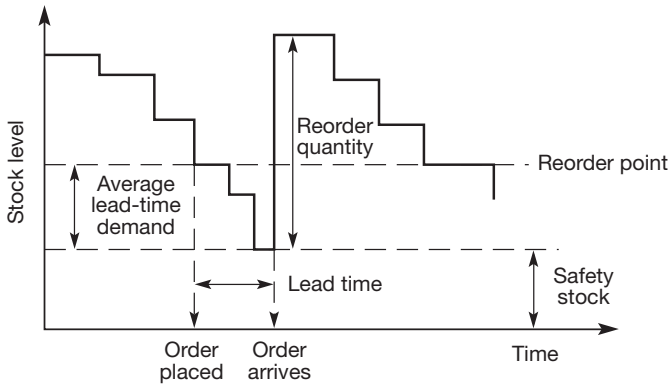 Stock level
Reorder
quantity
Reorder point
Average
lead-time
demand
Lead time
Safety
stock
Order
placed
Order
arrives
Time